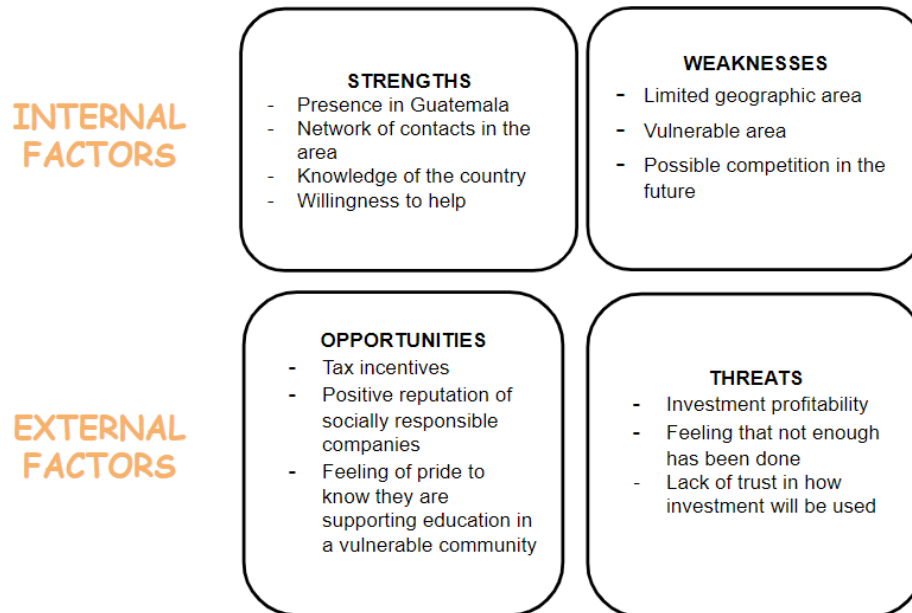 INTERNAL
FACTORS
STRENGTHS
- Presence in Guatemala
- Network of contacts in the
area
- Knowledge of the country
- Willingness to help
WEAKNESSES
- Limited geographic area
- Vulnerable area
- Possible competition in the
future
EXTERNAL
FACTORS
OPPORTUNITIES
- Tax incentives
- Positive reputation of
socially responsible
companies
- Feeling of pride to
know they are
supporting education in
a vulnerable community
THREATS
- Investment profitability
- Feeling that not enough
has been done
- Lack of trust in how
investment will be used